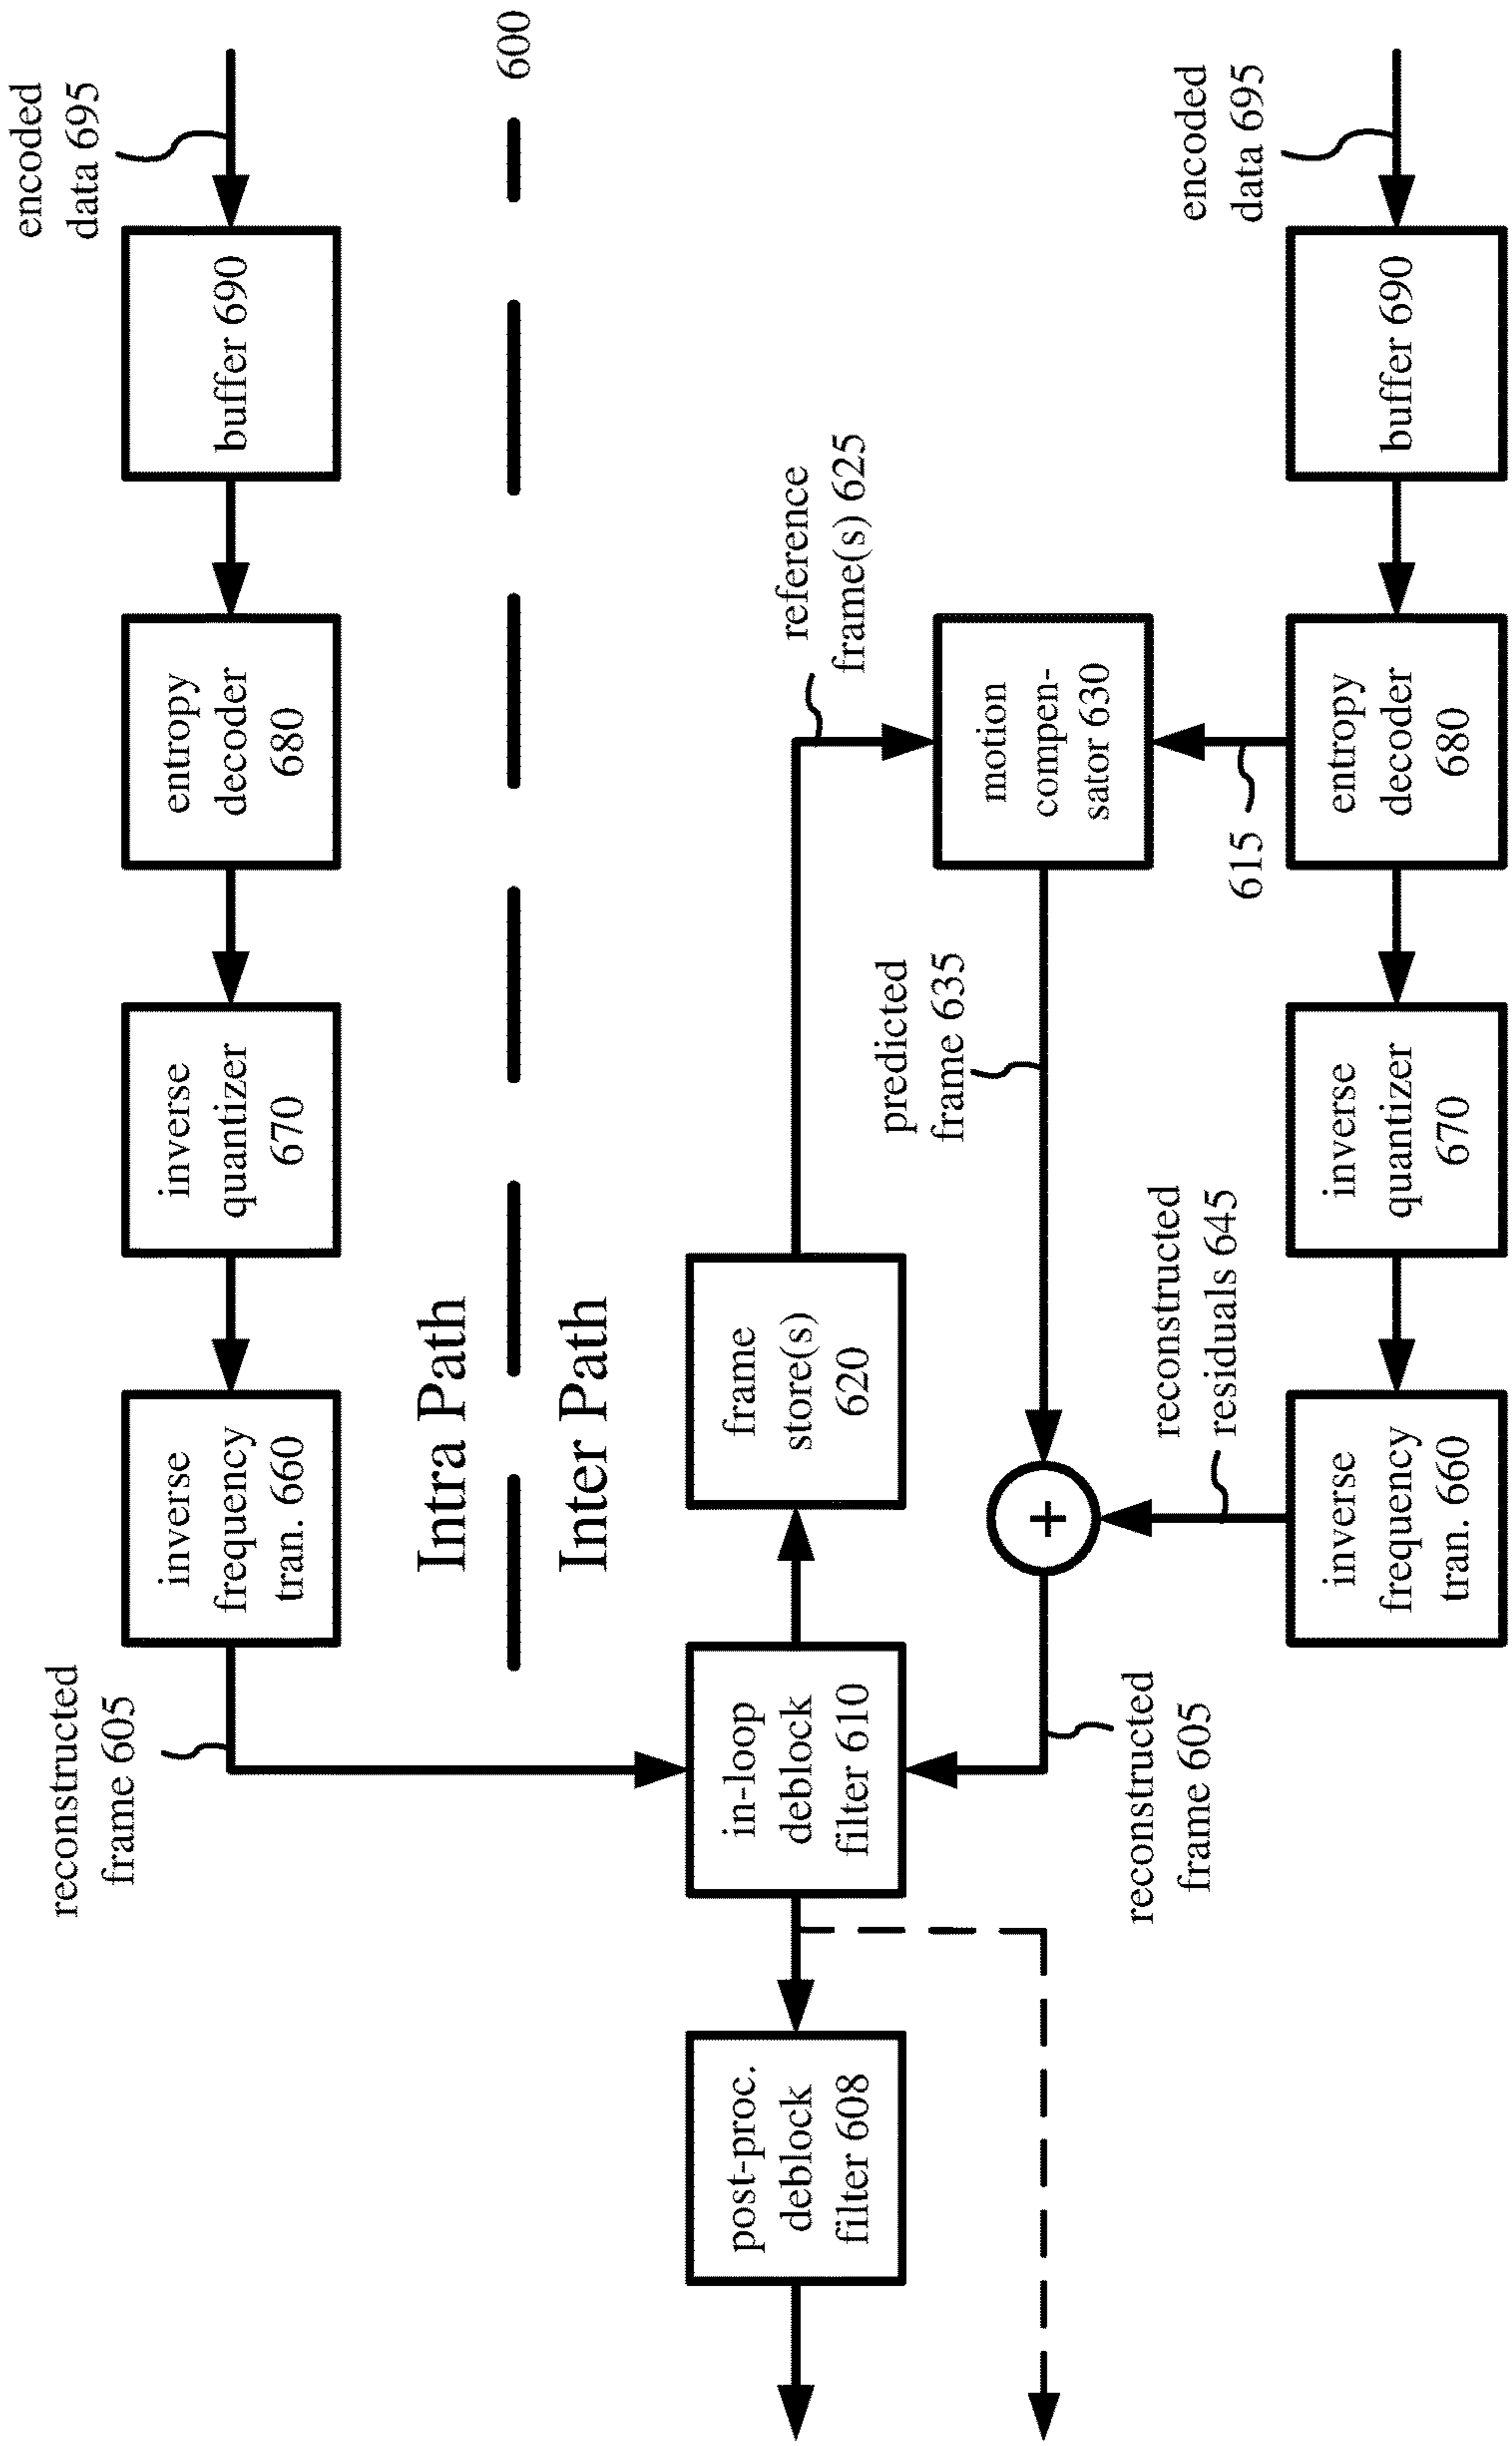 reconstructed
frame 605
inverse
frequency
tran. 660
inverse
quantizer
670
entropy
decoder
680
buffer 690
encoded
data 695
Intra Path
600
Inter Path
post-proc.
deblock
filter 608
in-loop
deblock
filter 610
frame
store(s)
620
reference
frame(s) 625
predicted
frame 635
motion
compen-
sator 630
+
reconstructed
frame 605
reconstructed
residuals 645
615
encoded
data 695
inverse
frequency
tran. 660
inverse
quantizer
670
entropy
decoder
680
buffer 690